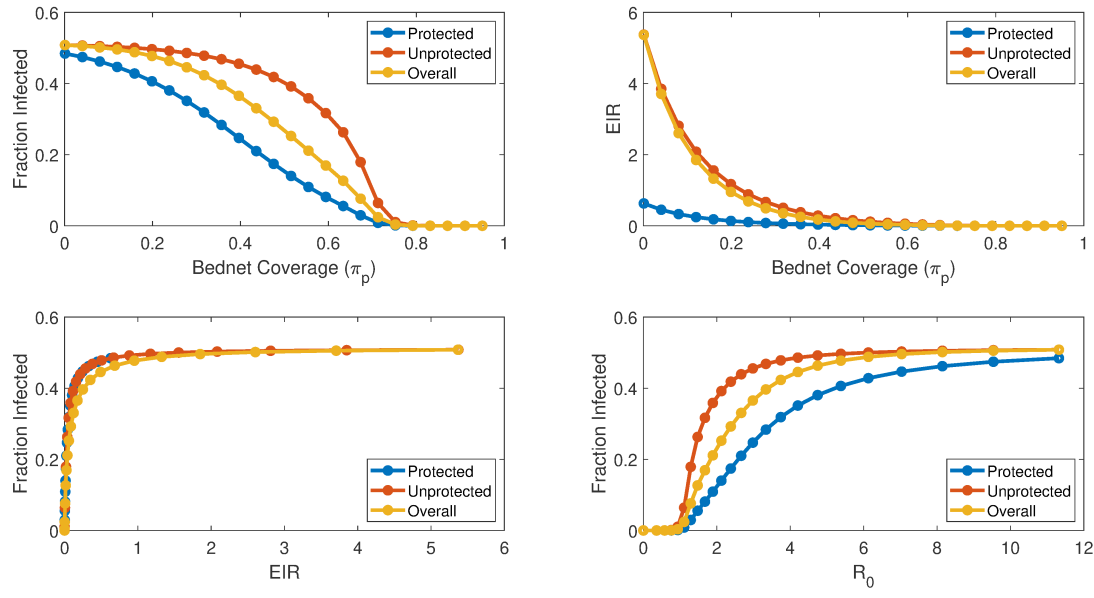 0.6
0.4
0.2
0
Fraction Infected
Protected
Unprotected
Overall
0 0.2 0.4 0.6 0.8 1
Bednet Coverage (π_p)
6
4
2
0
EIR
Protected
Unprotected
Overall
0 0.2 0.4 0.6 0.8 1
Bednet Coverage (π_p)
0.6
0.4
0.2
0
Fraction Infected
Protected
Unprotected
Overall
0 1 2 3 4 5 6
EIR
0.6
0.4
0.2
0
Fraction Infected
Protected
Unprotected
Overall
0 2 4 6 8 10 12
R_0